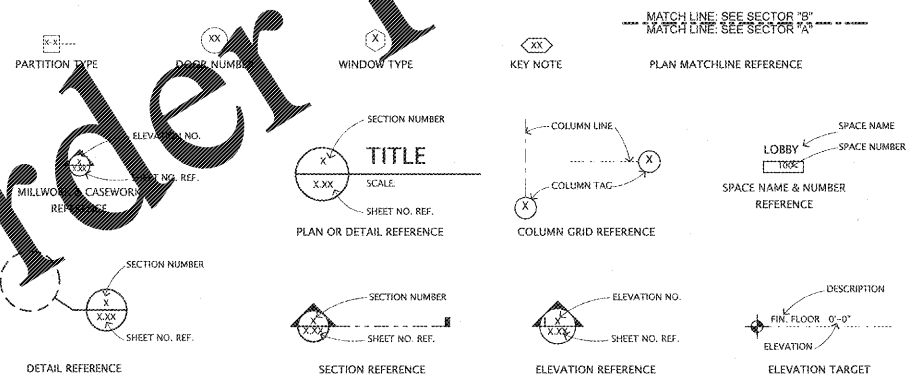 MATCH LINE: SEE SECTOR "B"
MATCH LINE: SEE SECTOR "A"
X-X
XX
X
XX
PARTITION TYPE
DOOR NUMBER
WINDOW TYPE
KEY NOTE
PLAN MATCHLINE REFERENCE
rder
ELEVATION NO.
X
X.XX
SHEET NO. REF.
MILLWORK & CASEWORK
REFERENCE
SECTION NUMBER
X
TITLE
X.XX
SCALE:
SHEET NO. REF.
PLAN OR DETAIL REFERENCE
COLUMN LINE
X
COLUMN TAG
X
COLUMN GRID REFERENCE
SPACE NAME
LOBBY
SPACE NUMBER
SPACE NAME & NUMBER
REFERENCE
SECTION NUMBER
X
X.XX
SHEET NO. REF.
DETAIL REFERENCE
SECTION NUMBER
X
X.XX
SHEET NO. REF.
SECTION REFERENCE
ELEVATION NO.
X
X.XX
SHEET NO. REF.
ELEVATION REFERENCE
DESCRIPTION
FIN. FLOOR 0'-0"
ELEVATION
ELEVATION TARGET